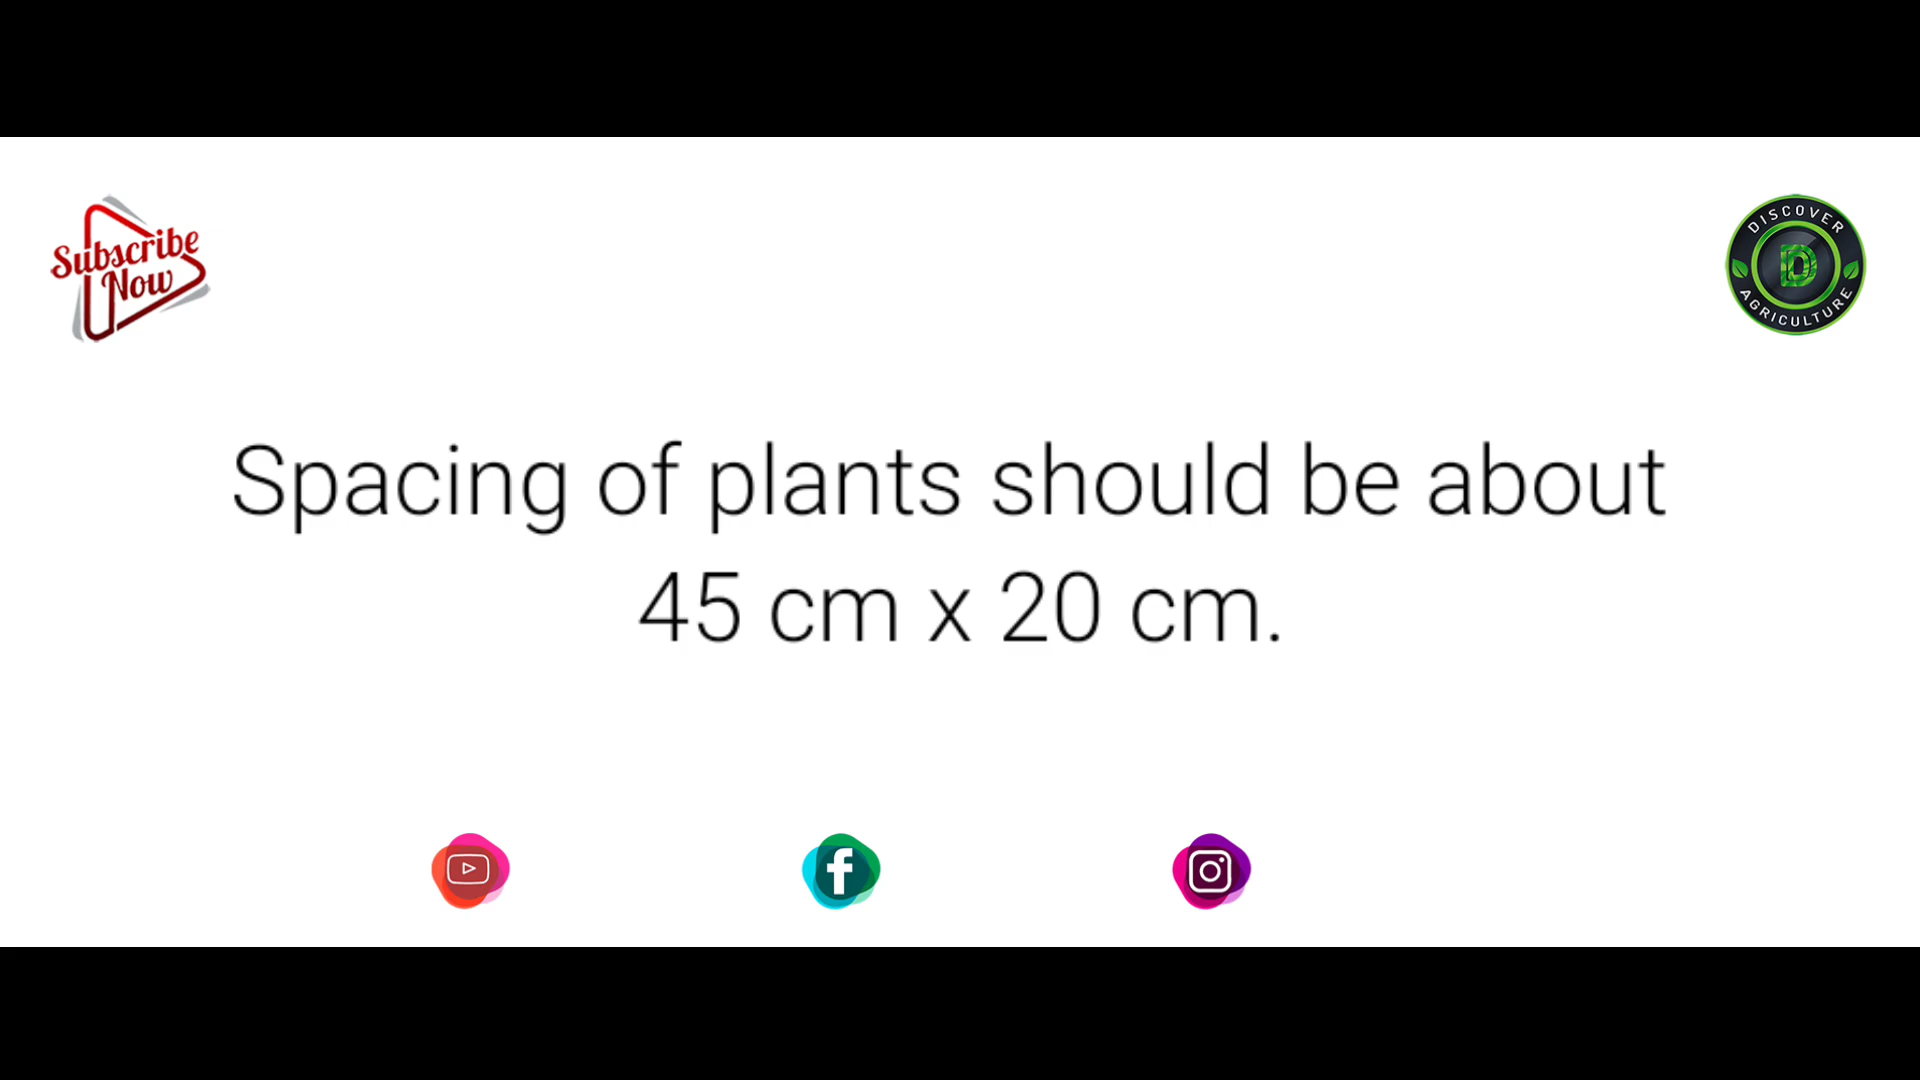 Subscribe
Now
DISCOVER
D
AGRICULTURE
Spacing of plants should be about
45 cm x 20 cm.
f